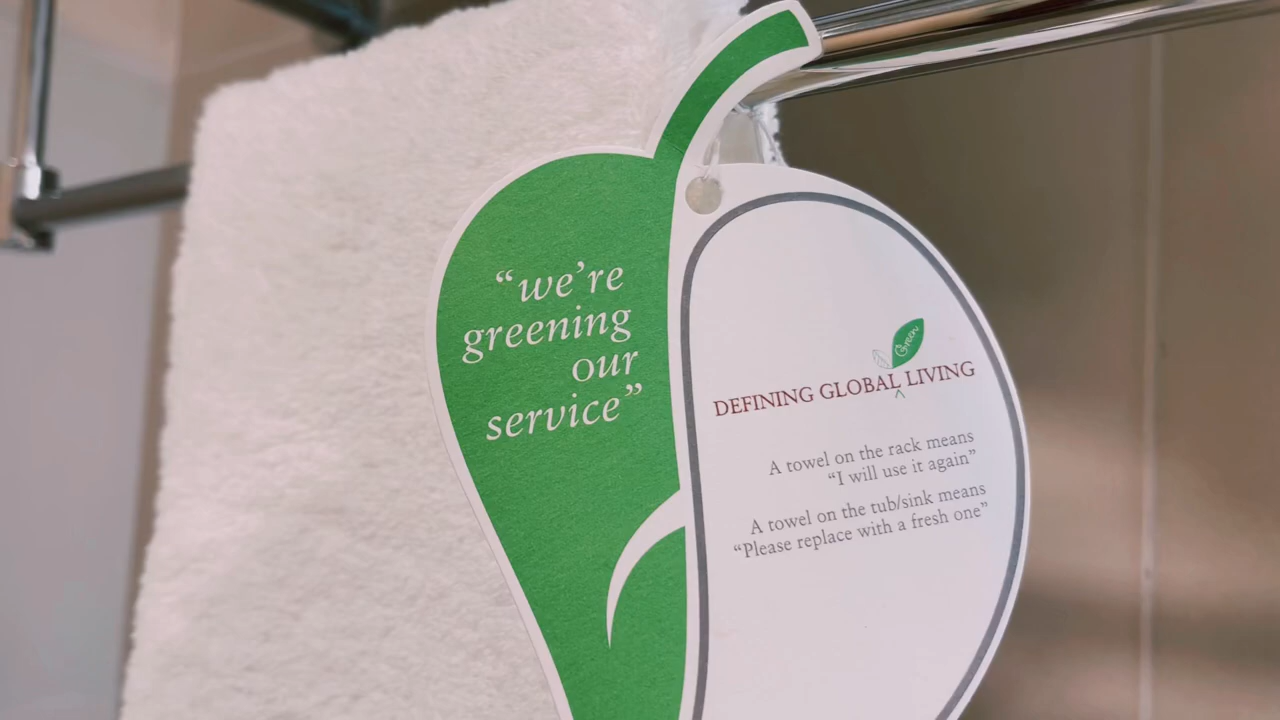 “we’re
greening
our
service”
Green
DEFINING GLOBAL LIVING
A towel on the rack means
“I will use it again”
A towel on the tub/sink means
“Please replace with a fresh one”